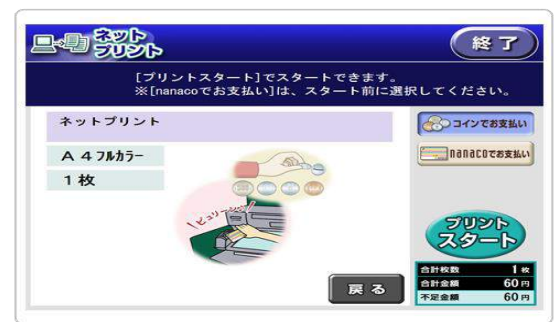 ネット
プリント
終了
[プリントスタート]でスタートできます。
※[nanacoでお支払い]は、スタート前に選択してください。
ネットプリント
A4フルカラー
1枚
コインでお支払い
nanacoでお支払い
ピュリーン…
プリント
スタート
合計枚数 1枚
合計金額 60円
不足金額 60円
戻る